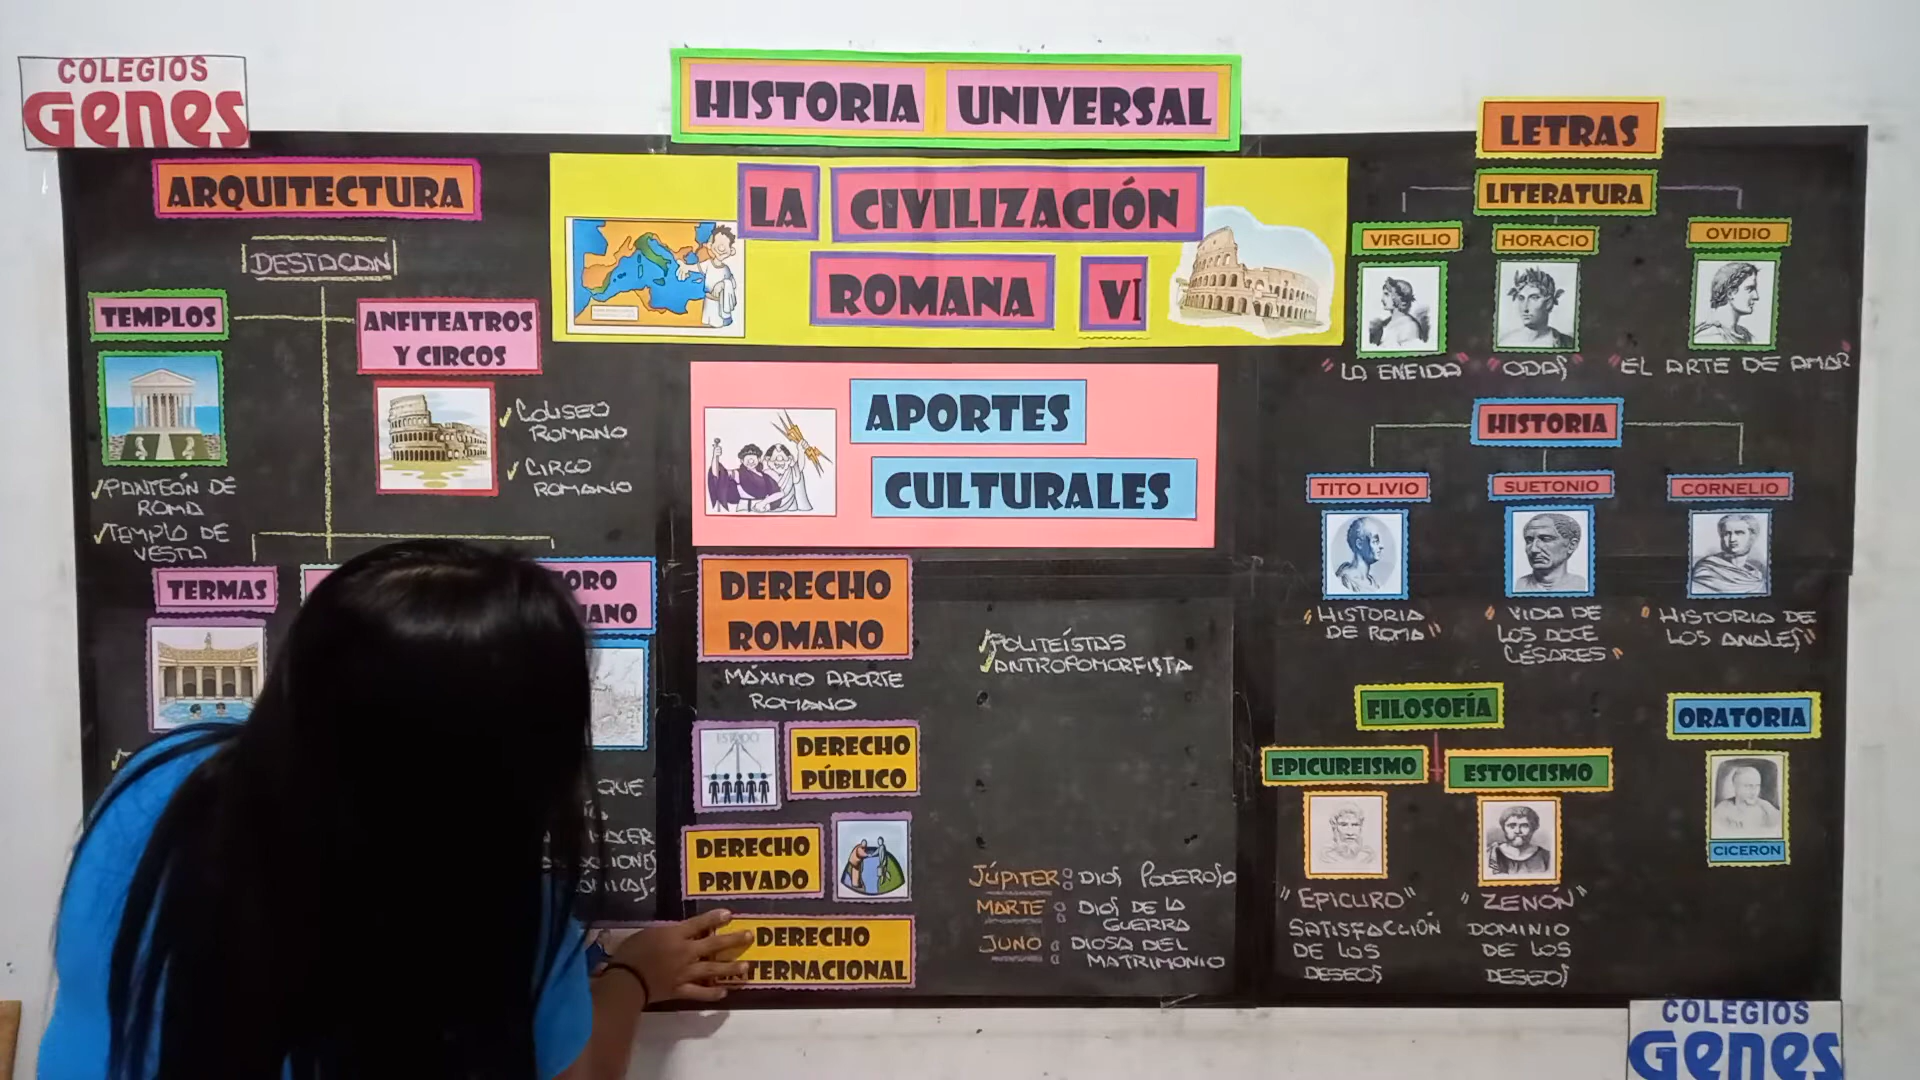 COLEGIOS
Genes
HISTORIA UNIVERSAL
LA CIVILIZACIÓN
ROMANA VI
APORTES
CULTURALES
ARQUITECTURA
DESTACAN
TEMPLOS
✓PANTEÓN DE
ROMA
✓TEMPLO DE
VESTA
ANFITEATROS
Y CIRCOS
✓COLISEO
ROMANO
✓CIRCO
ROMANO
TERMAS
QUE
DERECHO
ROMANO
MÁXIMO APORTE
ROMANO
ESTADO
DERECHO
PÚBLICO
DERECHO
PRIVADO
DERECHO
✓POLITEÍSTAS
✓ANTROPOMORFISTA
JÚPITER: DIOS PODEROSO
MARTE: DIOS DE LA
GUERRA
JUNO: DIOSA DEL
MATRIMONIO
LETRAS
LITERATURA
VIRGILIO
HORACIO
OVIDIO
"LA ENEIDA"
"ODAS"
"EL ARTE DE AMAR"
HISTORIA
TITO LIVIO
SUETONIO
CORNELIO
"HISTORIA
DE ROMA"
"VIDA DE
LOS DOCE
CÉSARES"
"HISTORIA DE
LOS ANALES"
FILOSOFÍA
EPICUREISMO
ESTOICISMO
"EPICURO"
SATISFACCIÓN
DE LOS
DESEOS
"ZENÓN"
DOMINIO
DE LOS
DESEOS
ORATORIA
CICERON
COLEGIOS
Genes